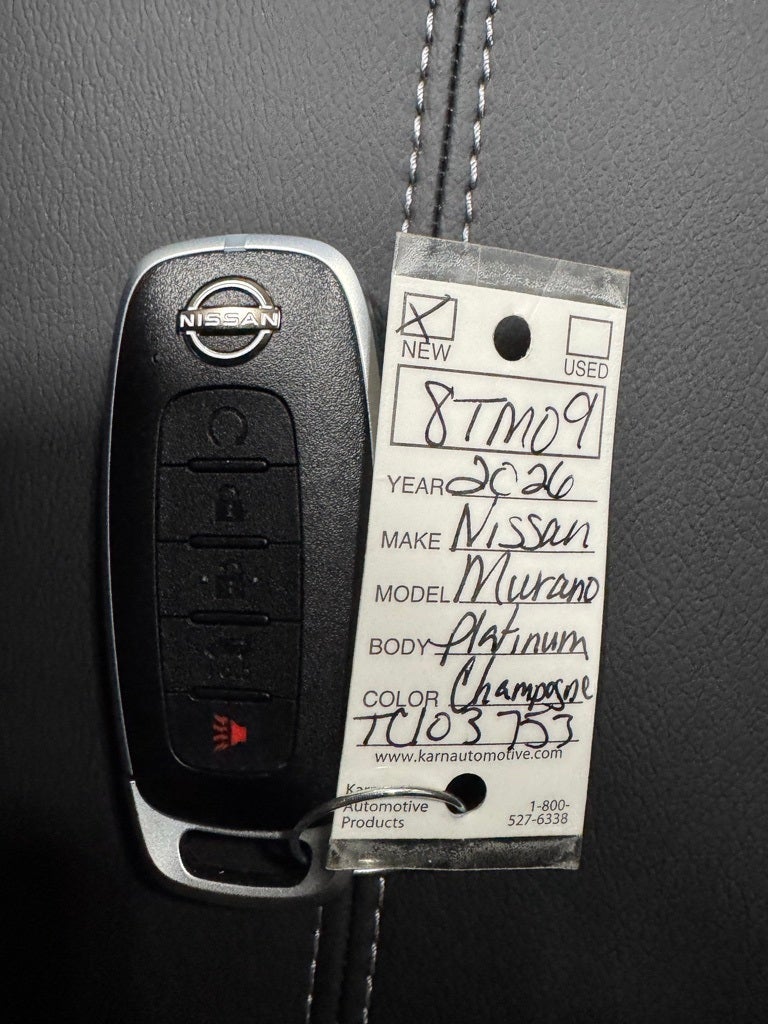 NISSAN
NEW
USED
8TM09
YEAR 2026
MAKE Nissan
MODEL Murano
BODY Platinum
COLOR Champagne
TC103753
www.karnautomotive.com
Karn
Automotive
Products
1-800-
527-6338